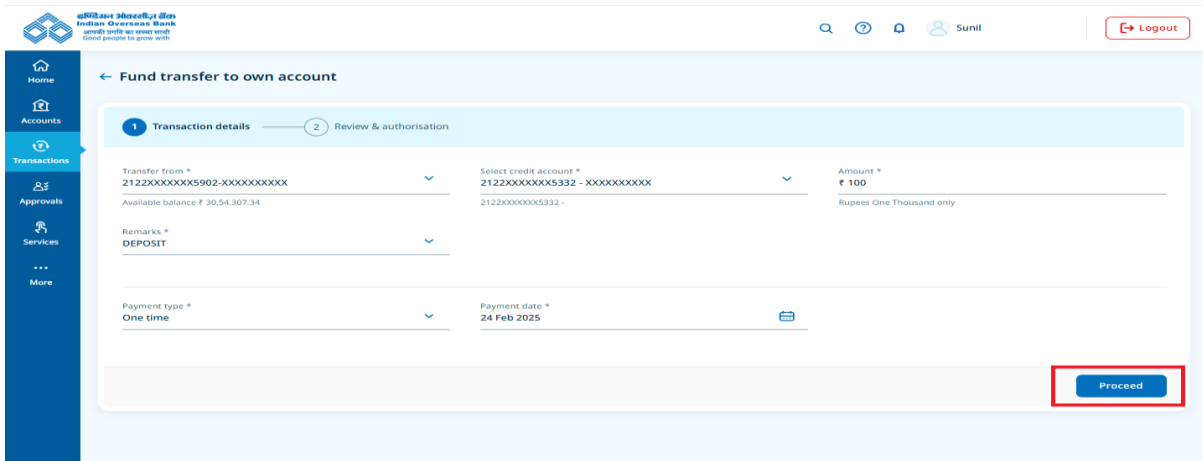 इण्डियन ओवरसीज़ बैंक
Indian Overseas Bank
आपकी प्रगति का सच्चा साथी
Good people to grow with
Sunil
Logout
Home
Accounts
Transactions
Approvals
Services
More
← Fund transfer to own account
1 Transaction details
2 Review & authorisation
Transfer from * Select credit account * Amount *
2122XXXXXXX5902-XXXXXXXXXX 2122XXXXXXX5332 - XXXXXXXXXX ₹ 100
Available balance ₹ 30,54,307.34 2122XXXXXXX5332 - Rupees One Thousand only
Remarks *
DEPOSIT
Payment type * Payment date *
One time 24 Feb 2025
Proceed